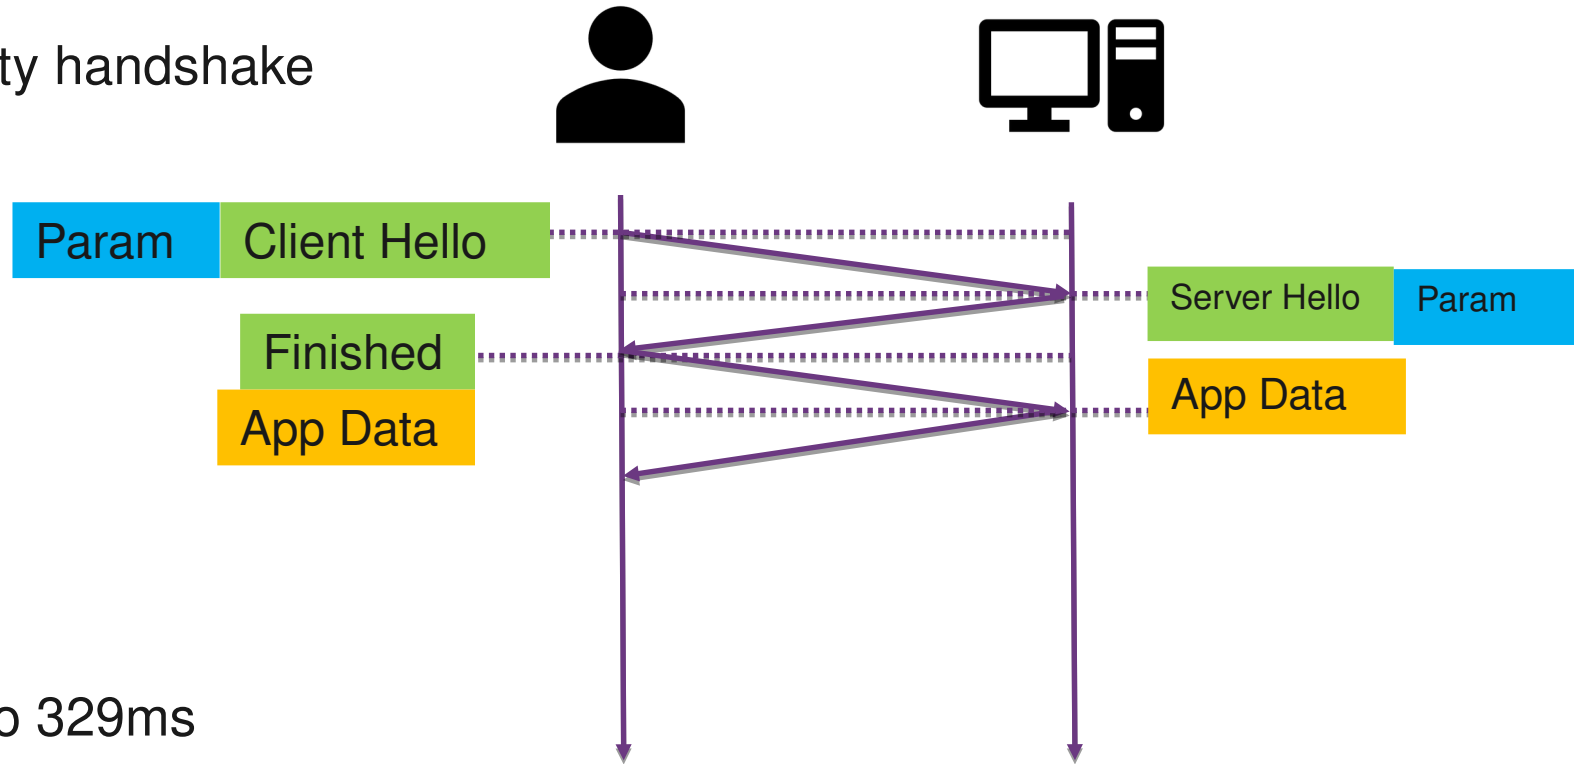 ty handshake
Param Client Hello
Server Hello Param
Finished
App Data
App Data
o 329ms